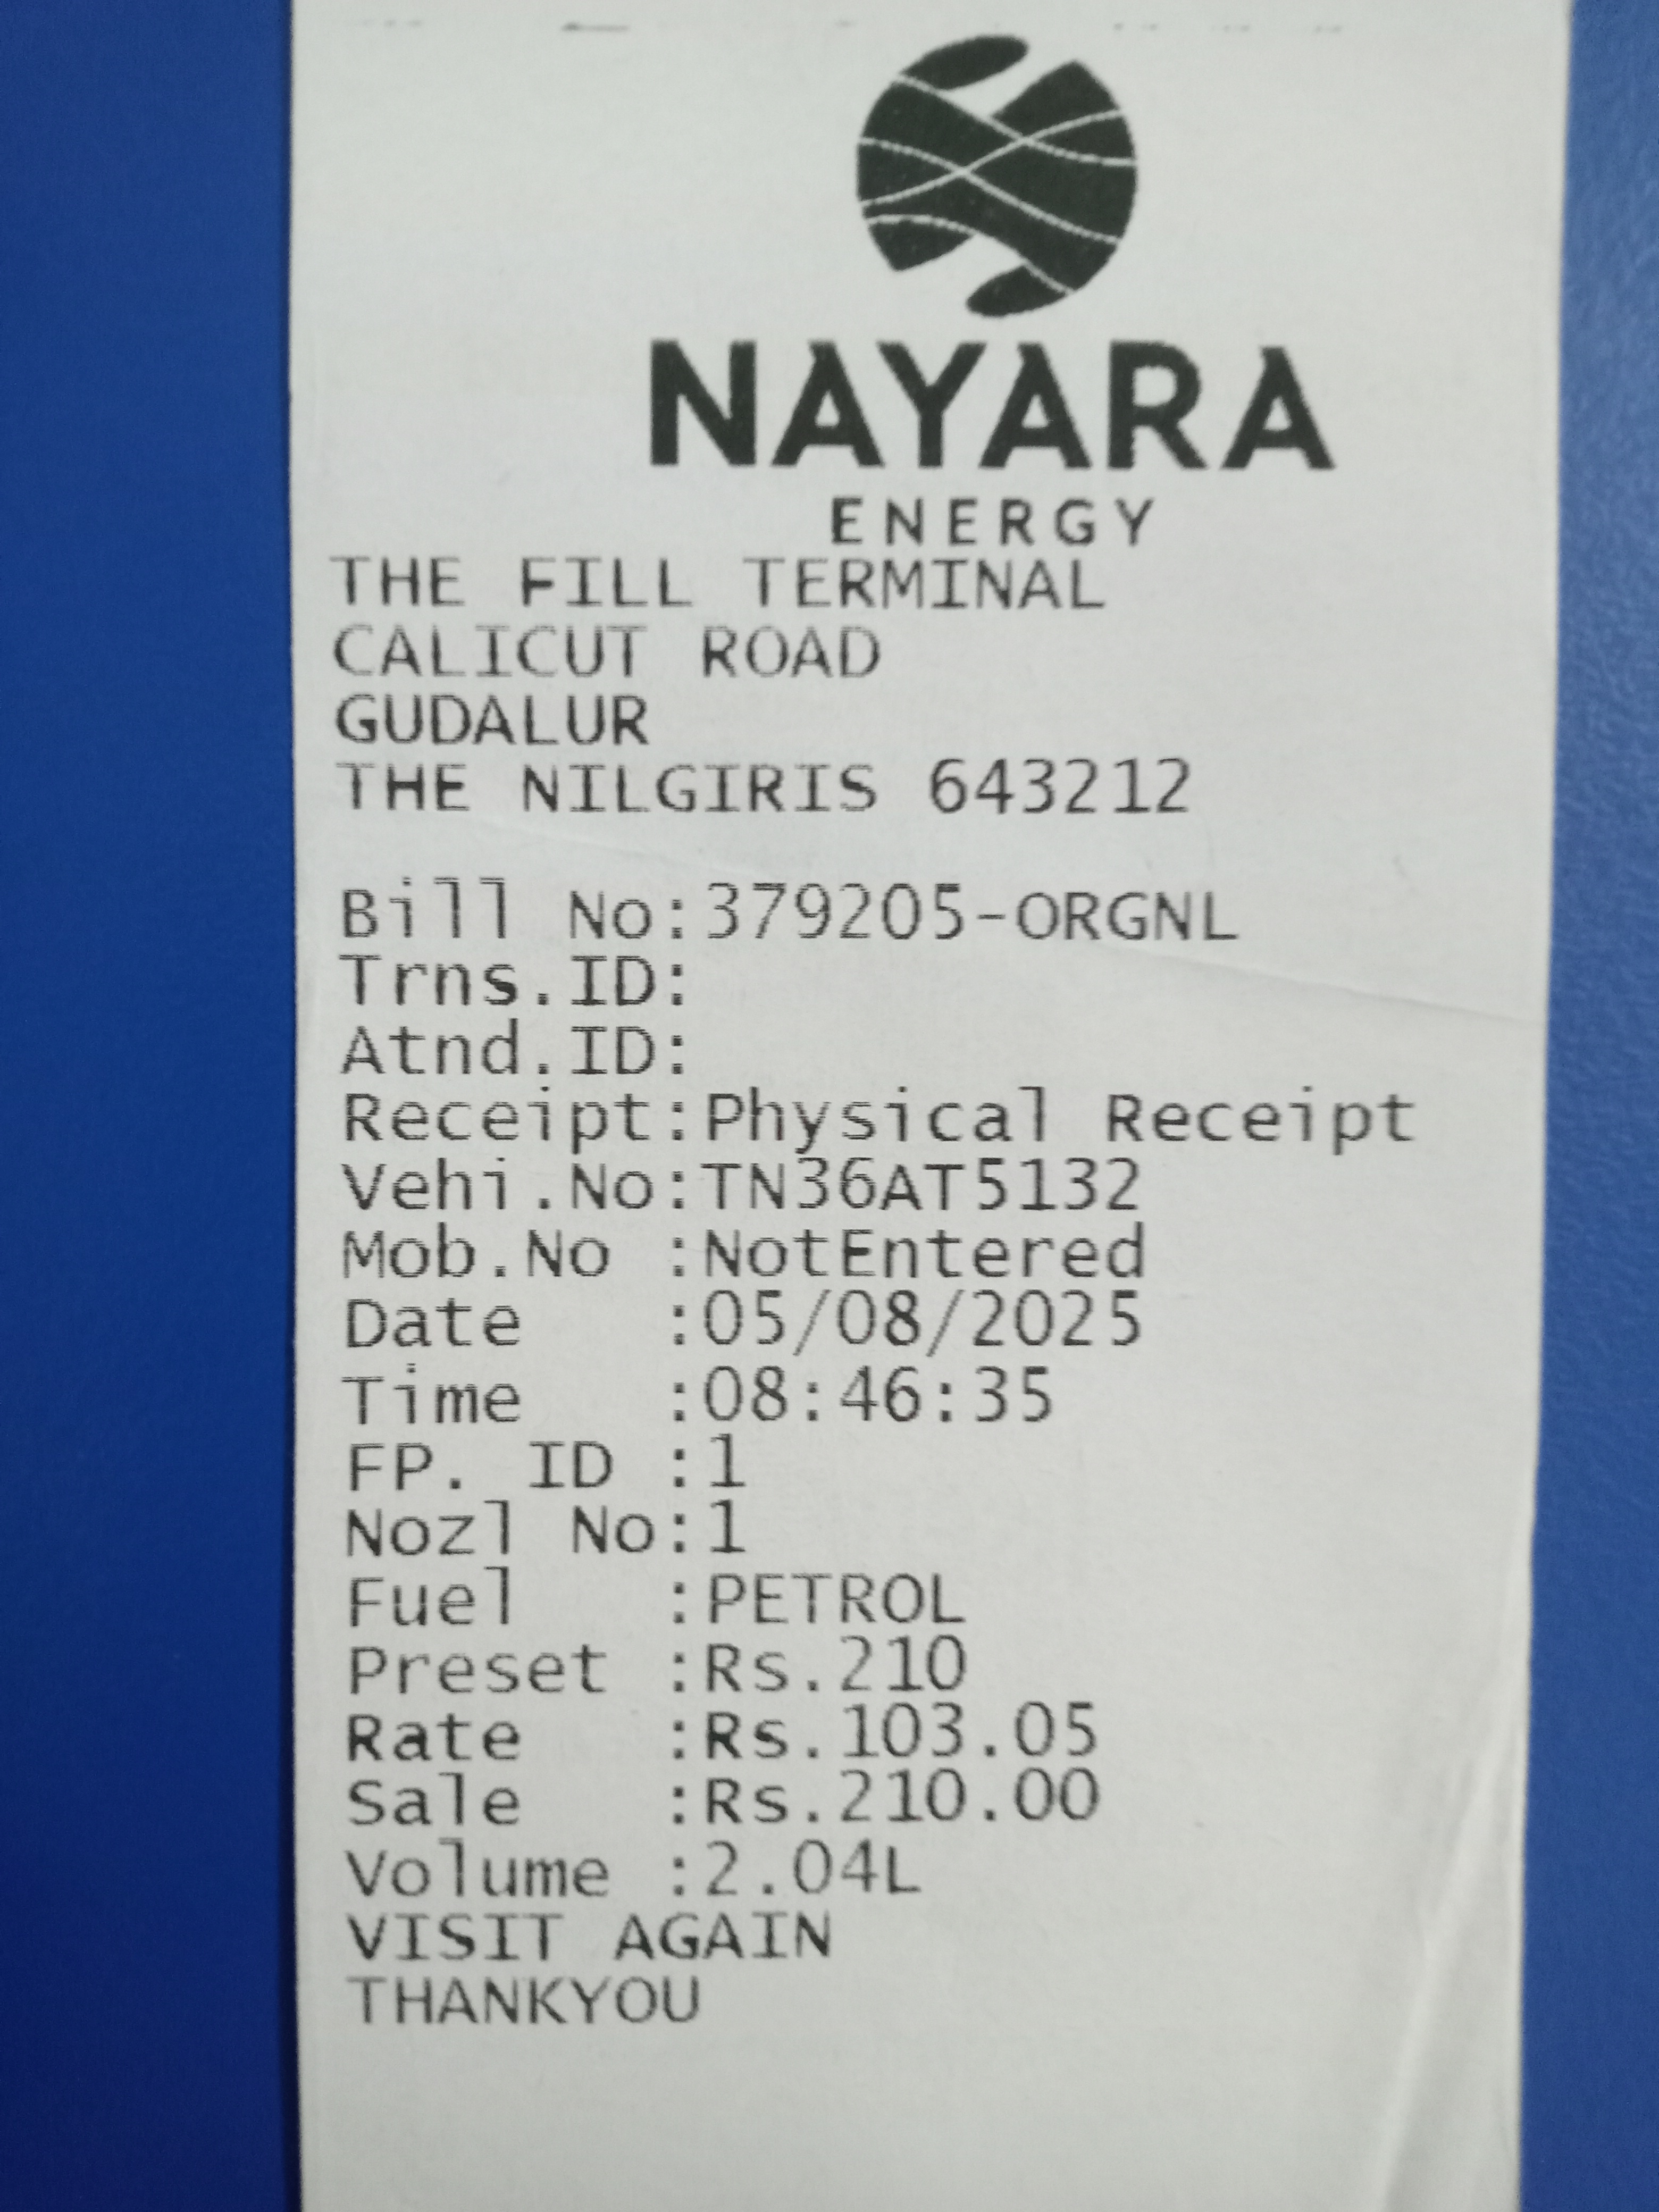 NAYARA
ENERGY
THE FILL TERMINAL
CALICUT ROAD
GUDALUR
THE NILGIRIS 643212
Bill No:379205-ORGNL
Trns.ID:
Atnd.ID:
Receipt:Physical Receipt
Vehi.No:TN36AT5132
Mob.No :NotEntered
Date :05/08/2025
Time :08:46:35
FP. ID :1
Nozl No:1
Fuel :PETROL
Preset :Rs.210
Rate :Rs.103.05
Sale :Rs.210.00
Volume :2.04L
VISIT AGAIN
THANKYOU